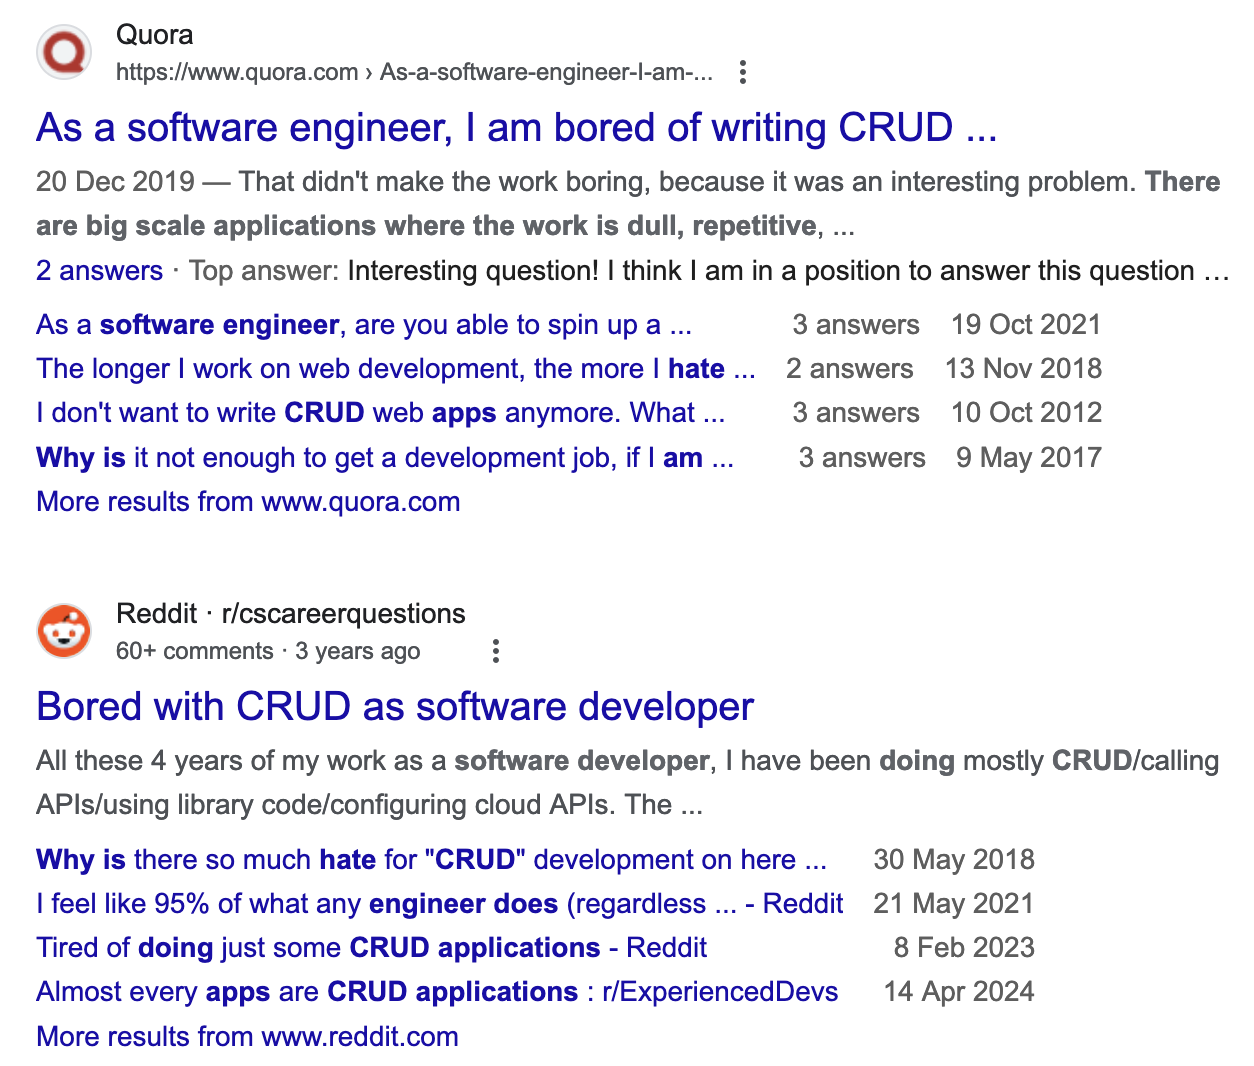 Quora
https://www.quora.com › As-a-software-engineer-I-am-...
As a software engineer, I am bored of writing CRUD ...
20 Dec 2019 — That didn't make the work boring, because it was an interesting problem. There
are big scale applications where the work is dull, repetitive, ...
2 answers · Top answer: Interesting question! I think I am in a position to answer this question ...
As a software engineer, are you able to spin up a ... 3 answers 19 Oct 2021
The longer I work on web development, the more I hate ... 2 answers 13 Nov 2018
I don't want to write CRUD web apps anymore. What ... 3 answers 10 Oct 2012
Why is it not enough to get a development job, if I am ... 3 answers 9 May 2017
More results from www.quora.com
Reddit · r/cscareerquestions
60+ comments · 3 years ago
Bored with CRUD as software developer
All these 4 years of my work as a software developer, I have been doing mostly CRUD/calling
APIs/using library code/configuring cloud APIs. The ...
Why is there so much hate for "CRUD" development on here ... 30 May 2018
I feel like 95% of what any engineer does (regardless ... - Reddit 21 May 2021
Tired of doing just some CRUD applications - Reddit 8 Feb 2023
Almost every apps are CRUD applications : r/ExperiencedDevs 14 Apr 2024
More results from www.reddit.com